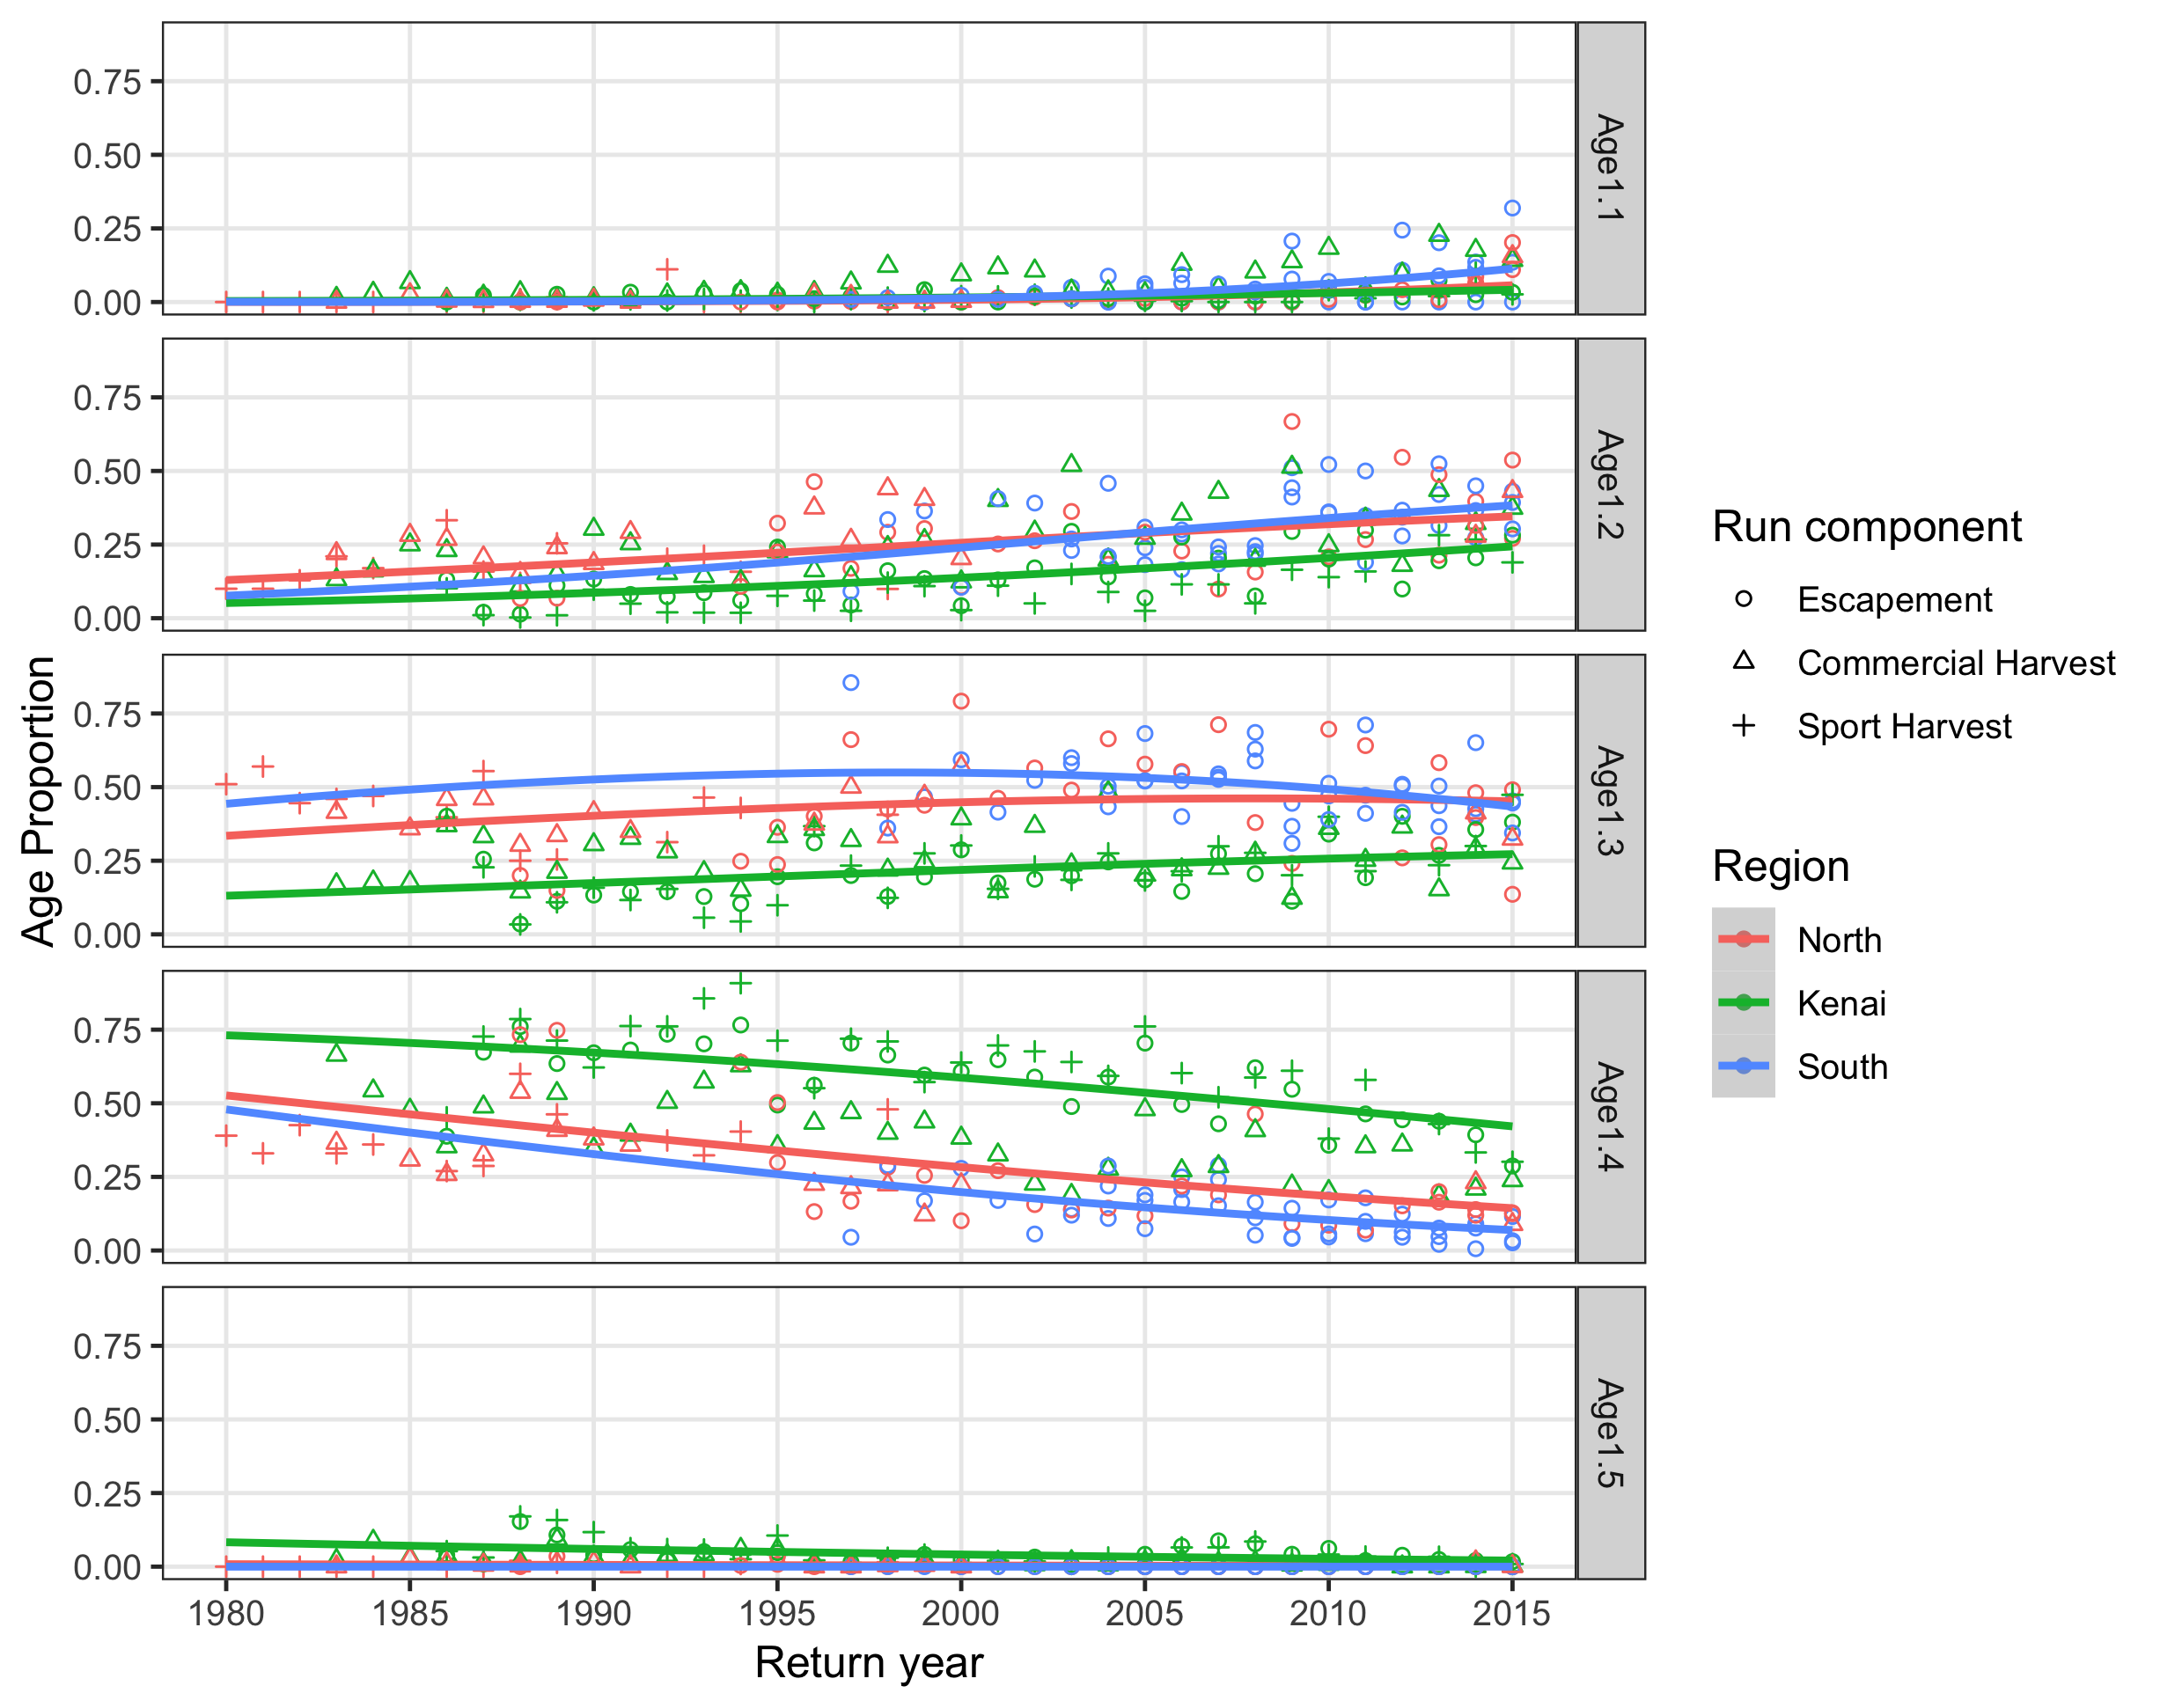 0.75
0.50
0.25
0.00
Age1.1
0.75
0.50
0.25
0.00
Age1.2
0.75
0.50
0.25
0.00
Age1.3
0.75
0.50
0.25
0.00
Age1.4
0.75
0.50
0.25
0.00
Age1.5
Age Proportion
1980 1985 1990 1995 2000 2005 2010 2015
Return year
Run component
Escapement
Commercial Harvest
Sport Harvest
Region
North
Kenai
South